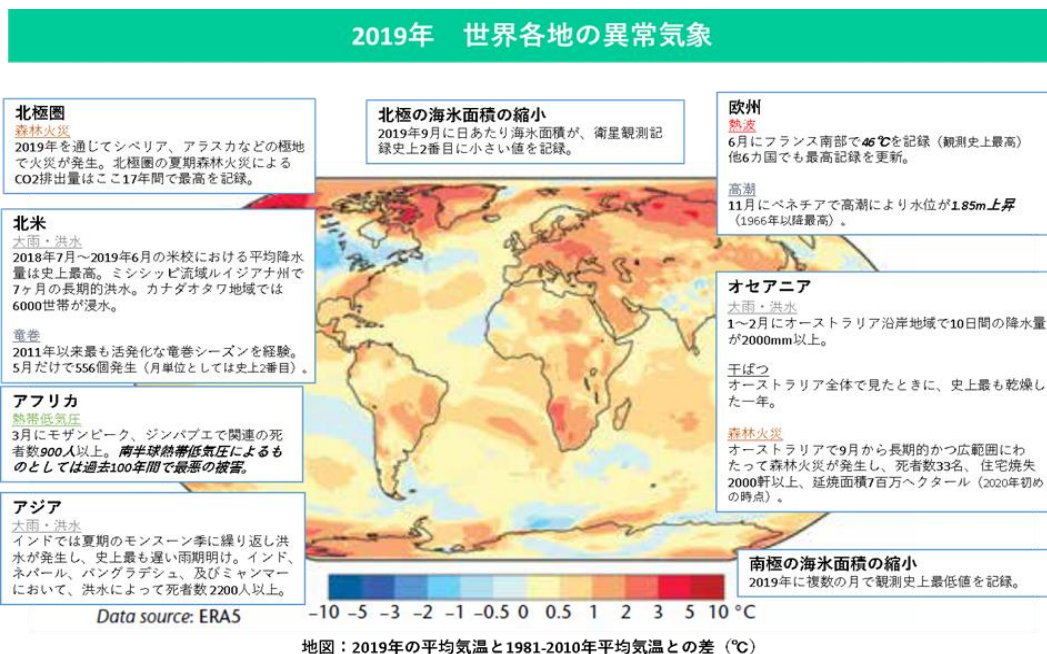 2019年　世界各地の異常気象
北極圏
森林火災
2019年を通じてシベリア、アラスカなどの極地
で火災が発生。北極圏の夏期森林火災による
CO2排出量はここ17年間で最高を記録。
北米
大雨・洪水
2018年7月～2019年6月の米校における平均降水
量は史上最高。ミシシッピ流域ルイジアナ州で
7ヶ月の長期的洪水。カナダオタワ地域では
6000世帯が浸水。
竜巻
2011年以来最も活発化な竜巻シーズンを経験。
5月だけで556個発生（月単位としては史上2番目）。
アフリカ
熱帯低気圧
3月にモザンビーク、ジンバブエで関連の死
者数900人以上。南半球熱帯低気圧によるも
のとしては過去100年間で最悪の被害。
アジア
大雨・洪水
インドでは夏期のモンスーン季に繰り返し洪
水が発生し、史上最も遅い雨期明け。インド、
ネパール、バングラデシュ、及びミャンマー
において、洪水によって死者数2200人以上。
北極の海氷面積の縮小
2019年9月に日あたり海氷面積が、衛星観測記
録史上2番目に小さい値を記録。
欧州
熱波
6月にフランス南部で46℃を記録（観測史上最高）
他6カ国でも最高記録を更新。
高潮
11月にベネチアで高潮により水位が1.85m上昇
（1966年以降最高）。
オセアニア
大雨・洪水
1～2月にオーストラリア沿岸地域で10日間の降水量
が2000mm以上。
干ばつ
オーストラリア全体で見たときに、史上最も乾燥し
た一年。
森林火災
オーストラリアで9月から長期的かつ広範囲にわ
たって森林火災が発生し、死者数33名、住宅焼失
2000軒以上、延焼面積7百万ヘクタール（2020年初め
の時点）。
南極の海氷面積の縮小
2019年に複数の月で観測史上最低値を記録。
Data source: ERA5
–10 –5 –3 –2 –1 –0.5 0 0.5 1 2 3 5 10 °C
地図：2019年の平均気温と1981-2010年平均気温との差（℃）